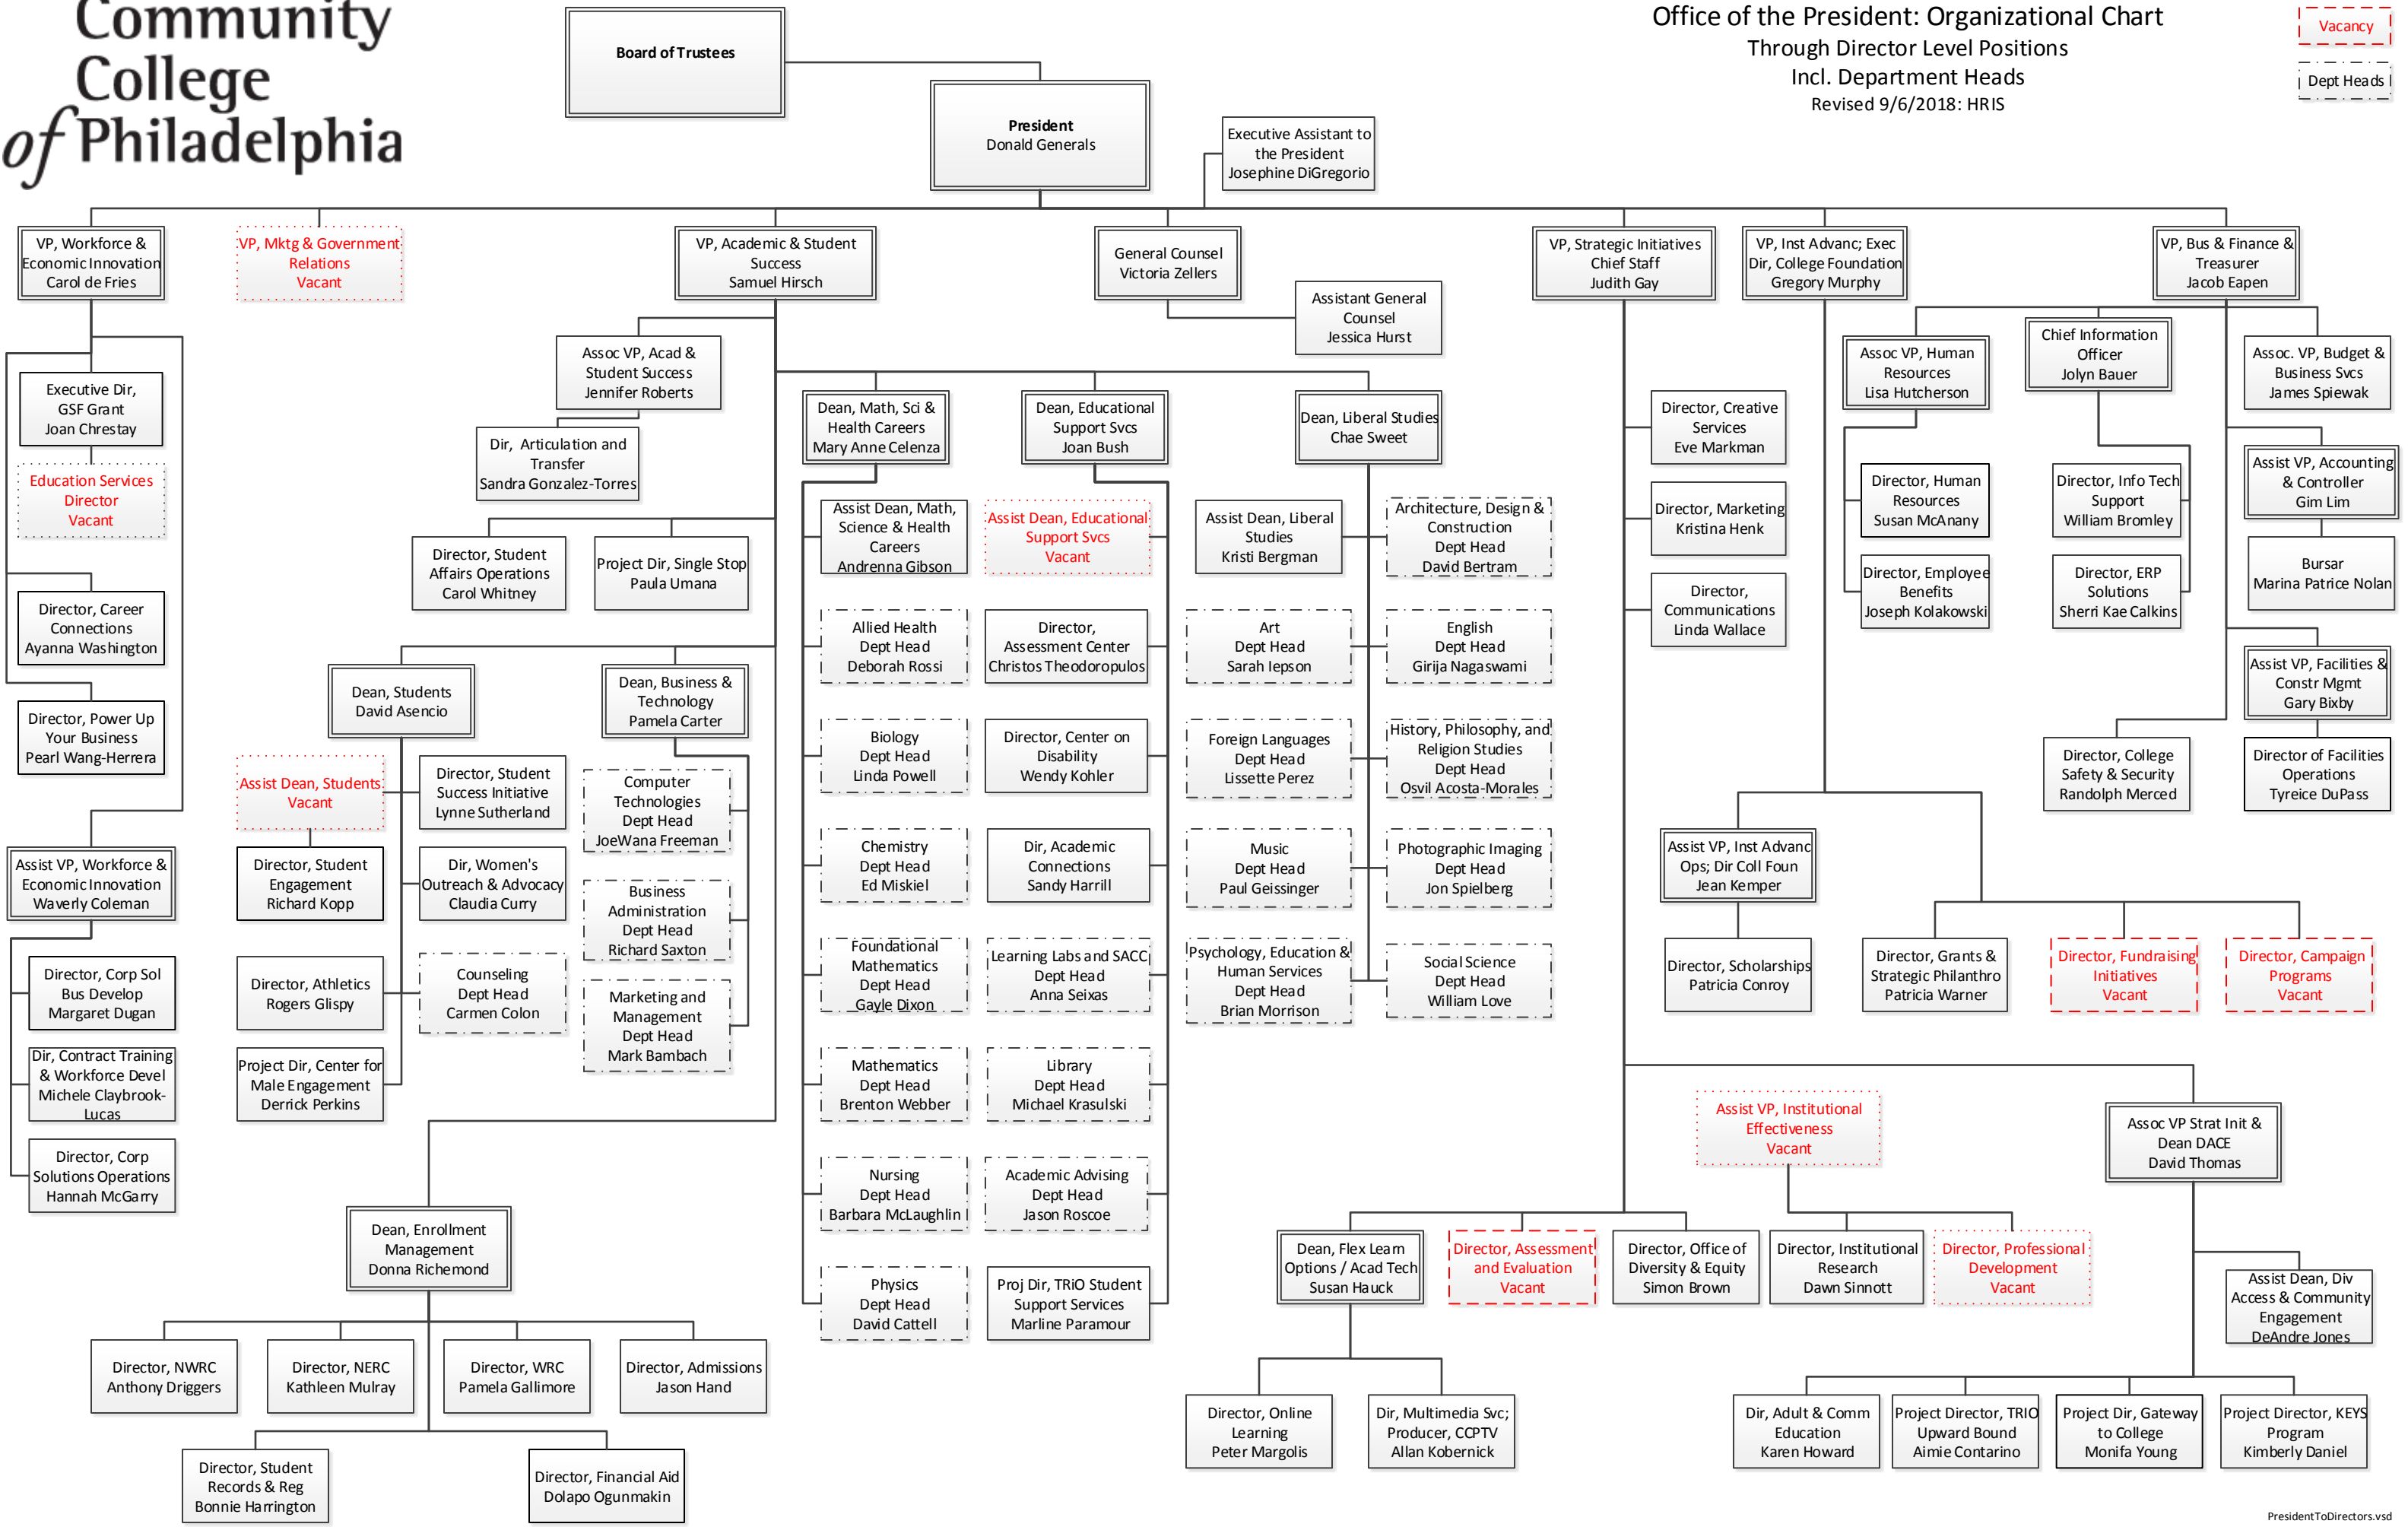 Community
College
of Philadelphia
Office of the President: Organizational Chart
Through Director Level Positions
Incl. Department Heads
Revised 9/6/2018: HRIS
Vacancy
Dept Heads
Board of Trustees
President
Donald Generals
Executive Assistant to
the President
Josephine DiGregorio
VP, Workforce &
Economic Innovation
Carol de Fries
VP, Mktg & Government
Relations
Vacant
VP, Academic & Student
Success
Samuel Hirsch
General Counsel
Victoria Zellers
Assistant General
Counsel
Jessica Hurst
VP, Strategic Initiatives
Chief Staff
Judith Gay
VP, Inst Advanc; Exec
Dir, College Foundation
Gregory Murphy
VP, Bus & Finance &
Treasurer
Jacob Eapen
Executive Dir,
GSF Grant
Joan Chrestay
Education Services
Director
Vacant
Director, Career
Connections
Ayanna Washington
Director, Power Up
Your Business
Pearl Wang-Herrera
Assist VP, Workforce &
Economic Innovation
Waverly Coleman
Director, Corp Sol
Bus Develop
Margaret Dugan
Dir, Contract Training
& Workforce Devel
Michele Claybrook-
Lucas
Director, Corp
Solutions Operations
Hannah McGarry
Assoc VP, Acad &
Student Success
Jennifer Roberts
Dir, Articulation and
Transfer
Sandra Gonzalez-Torres
Director, Student
Affairs Operations
Carol Whitney
Project Dir, Single Stop
Paula Umana
Dean, Students
David Asencio
Assist Dean, Students
Vacant
Director, Student
Engagement
Richard Kopp
Director, Athletics
Rogers Glispy
Project Dir, Center for
Male Engagement
Derrick Perkins
Director, Student
Success Initiative
Lynne Sutherland
Dir, Women's
Outreach & Advocacy
Claudia Curry
Counseling
Dept Head
Carmen Colon
Dean, Business &
Technology
Pamela Carter
Computer
Technologies
Dept Head
JoeWana Freeman
Business
Administration
Dept Head
Richard Saxton
Marketing and
Management
Dept Head
Mark Bambach
Dean, Enrollment
Management
Donna Richemond
Director, NWRC
Anthony Driggers
Director, NERC
Kathleen Mulray
Director, WRC
Pamela Gallimore
Director, Admissions
Jason Hand
Director, Student
Records & Reg
Bonnie Harrington
Director, Financial Aid
Dolapo Ogunmakin
Dean, Math, Sci &
Health Careers
Mary Anne Celenza
Assist Dean, Math,
Science & Health
Careers
Andrenna Gibson
Allied Health
Dept Head
Deborah Rossi
Biology
Dept Head
Linda Powell
Chemistry
Dept Head
Ed Miskiel
Foundational
Mathematics
Dept Head
Gayle Dixon
Mathematics
Dept Head
Brenton Webber
Nursing
Dept Head
Barbara McLaughlin
Physics
Dept Head
David Cattell
Dean, Educational
Support Svcs
Joan Bush
Assist Dean, Educational
Support Svcs
Vacant
Director,
Assessment Center
Christos Theodoropulos
Director, Center on
Disability
Wendy Kohler
Dir, Academic
Connections
Sandy Harrill
Learning Labs and SACC
Dept Head
Anna Seixas
Library
Dept Head
Michael Krasulski
Academic Advising
Dept Head
Jason Roscoe
Proj Dir, TRiO Student
Support Services
Marline Paramour
Dean, Liberal Studies
Chae Sweet
Assist Dean, Liberal
Studies
Kristi Bergman
Art
Dept Head
Sarah Iepson
Foreign Languages
Dept Head
Lissette Perez
Music
Dept Head
Paul Geissinger
Psychology, Education &
Human Services
Dept Head
Brian Morrison
Architecture, Design &
Construction
Dept Head
David Bertram
English
Dept Head
Girija Nagaswami
History, Philosophy, and
Religion Studies
Dept Head
Osvil Acosta-Morales
Photographic Imaging
Dept Head
Jon Spielberg
Social Science
Dept Head
William Love
Director, Creative
Services
Eve Markman
Director, Marketing
Kristina Henk
Director,
Communications
Linda Wallace
Assoc VP, Human
Resources
Lisa Hutcherson
Director, Human
Resources
Susan McAnany
Director, Employee
Benefits
Joseph Kolakowski
Chief Information
Officer
Jolyn Bauer
Director, Info Tech
Support
William Bromley
Director, ERP
Solutions
Sherri Kae Calkins
Assoc. VP, Budget &
Business Svcs
James Spiewak
Assist VP, Accounting
& Controller
Gim Lim
Bursar
Marina Patrice Nolan
Assist VP, Facilities &
Constr Mgmt
Gary Bixby
Director, College
Safety & Security
Randolph Merced
Director of Facilities
Operations
Tyreice DuPass
Assist VP, Inst Advanc
Ops; Dir Coll Foun
Jean Kemper
Director, Scholarships
Patricia Conroy
Director, Grants &
Strategic Philanthro
Patricia Warner
Director, Fundraising
Initiatives
Vacant
Director, Campaign
Programs
Vacant
Assist VP, Institutional
Effectiveness
Vacant
Assoc VP Strat Init &
Dean DACE
David Thomas
Dean, Flex Learn
Options / Acad Tech
Susan Hauck
Director, Assessment
and Evaluation
Vacant
Director, Office of
Diversity & Equity
Simon Brown
Director, Institutional
Research
Dawn Sinnott
Director, Professional
Development
Vacant
Assist Dean, Div
Access & Community
Engagement
DeAndre Jones
Director, Online
Learning
Peter Margolis
Dir, Multimedia Svc;
Producer, CCPTV
Allan Kobernick
Dir, Adult & Comm
Education
Karen Howard
Project Director, TRIO
Upward Bound
Aimie Contarino
Project Dir, Gateway
to College
Monifa Young
Project Director, KEYS
Program
Kimberly Daniel
PresidentToDirectors.vsd